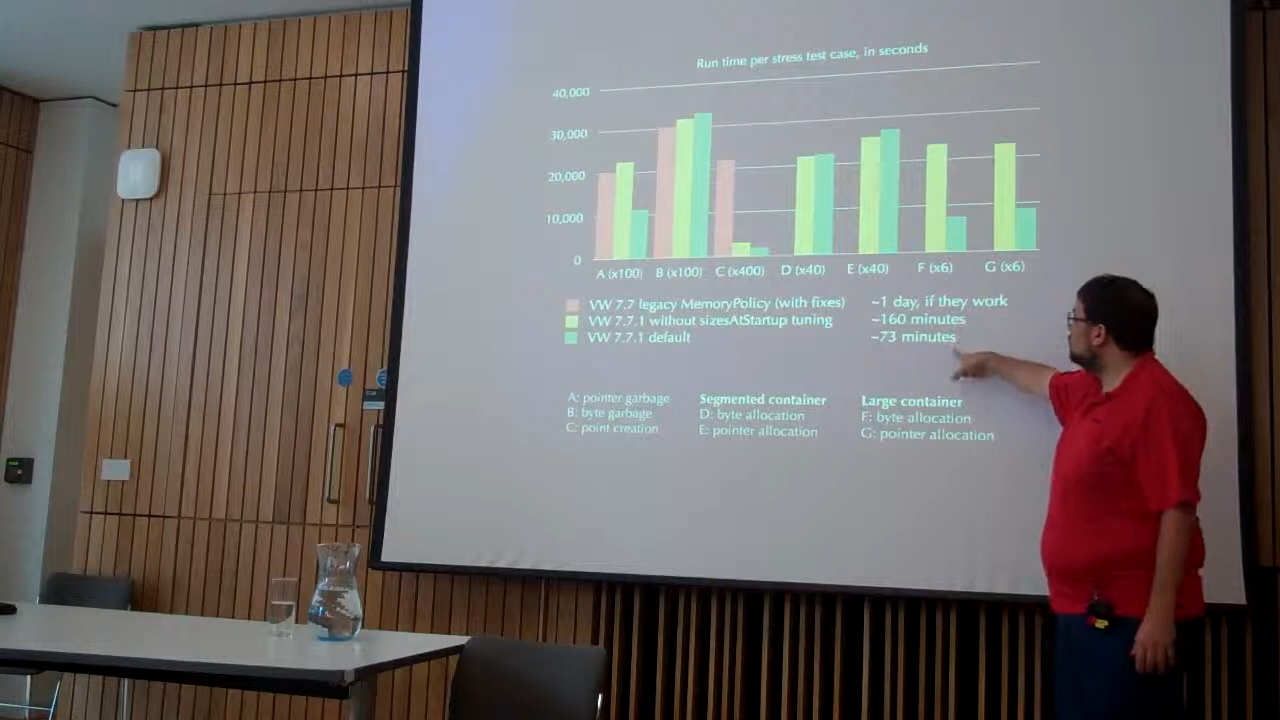 Run time per stress test case, in seconds
40,000
30,000
20,000
10,000
0
A (x100) B (x100) C (x400) D (x40) E (x40) F (x6) G (x6)
VW 7.7 legacy MemoryPolicy (with fixes) ~1 day, if they work
VW 7.7.1 without sizesAtStartup tuning ~160 minutes
VW 7.7.1 default ~73 minutes
A: pointer garbage Segmented container Large container
B: byte garbage D: byte allocation F: byte allocation
C: point creation E: pointer allocation G: pointer allocation